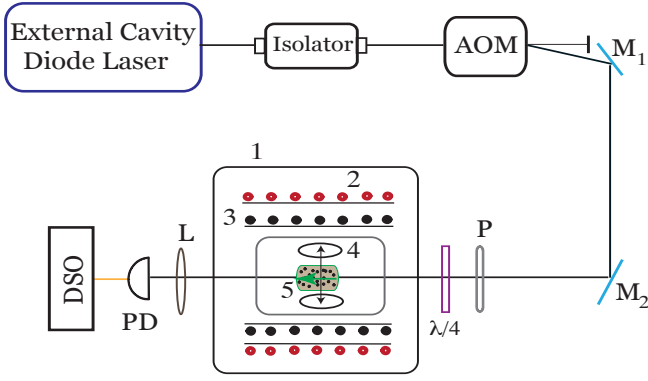 External Cavity
Diode Laser
Isolator
AOM
M1
1
2
3
4
5
L
P
DSO
PD
λ/4
M2